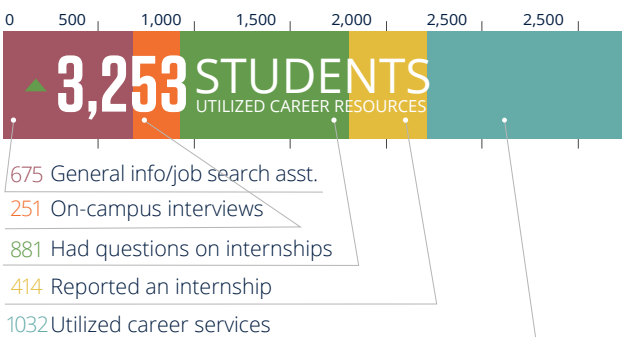 0 500 1,000 1,500 2,000 2,500 2,500
3,253 STUDENTS
UTILIZED CAREER RESOURCES
675 General info/job search asst.
251 On-campus interviews
881 Had questions on internships
414 Reported an internship
1032 Utilized career services